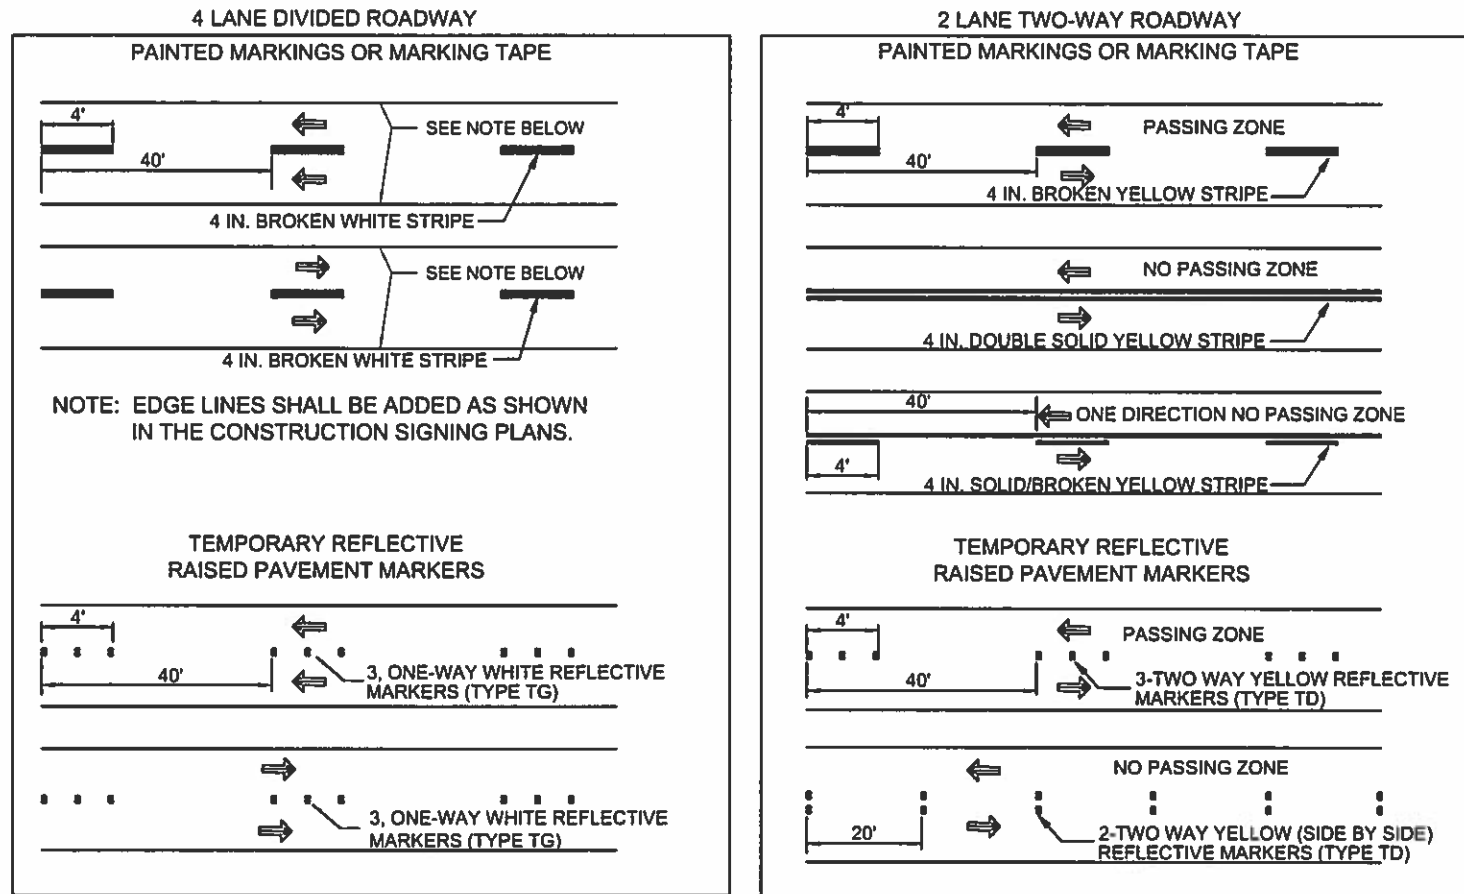 4 LANE DIVIDED ROADWAY
PAINTED MARKINGS OR MARKING TAPE
4'
SEE NOTE BELOW
40'
4 IN. BROKEN WHITE STRIPE
SEE NOTE BELOW
4 IN. BROKEN WHITE STRIPE
NOTE: EDGE LINES SHALL BE ADDED AS SHOWN
IN THE CONSTRUCTION SIGNING PLANS.
TEMPORARY REFLECTIVE
RAISED PAVEMENT MARKERS
4'
40'
3, ONE-WAY WHITE REFLECTIVE
MARKERS (TYPE TG)
3, ONE-WAY WHITE REFLECTIVE
MARKERS (TYPE TG)
2 LANE TWO-WAY ROADWAY
PAINTED MARKINGS OR MARKING TAPE
4'
PASSING ZONE
40'
4 IN. BROKEN YELLOW STRIPE
NO PASSING ZONE
4 IN. DOUBLE SOLID YELLOW STRIPE
40'
ONE DIRECTION NO PASSING ZONE
4'
4 IN. SOLID/BROKEN YELLOW STRIPE
TEMPORARY REFLECTIVE
RAISED PAVEMENT MARKERS
4'
PASSING ZONE
40'
3-TWO WAY YELLOW REFLECTIVE
MARKERS (TYPE TD)
NO PASSING ZONE
20'
2-TWO WAY YELLOW (SIDE BY SIDE)
REFLECTIVE MARKERS (TYPE TD)